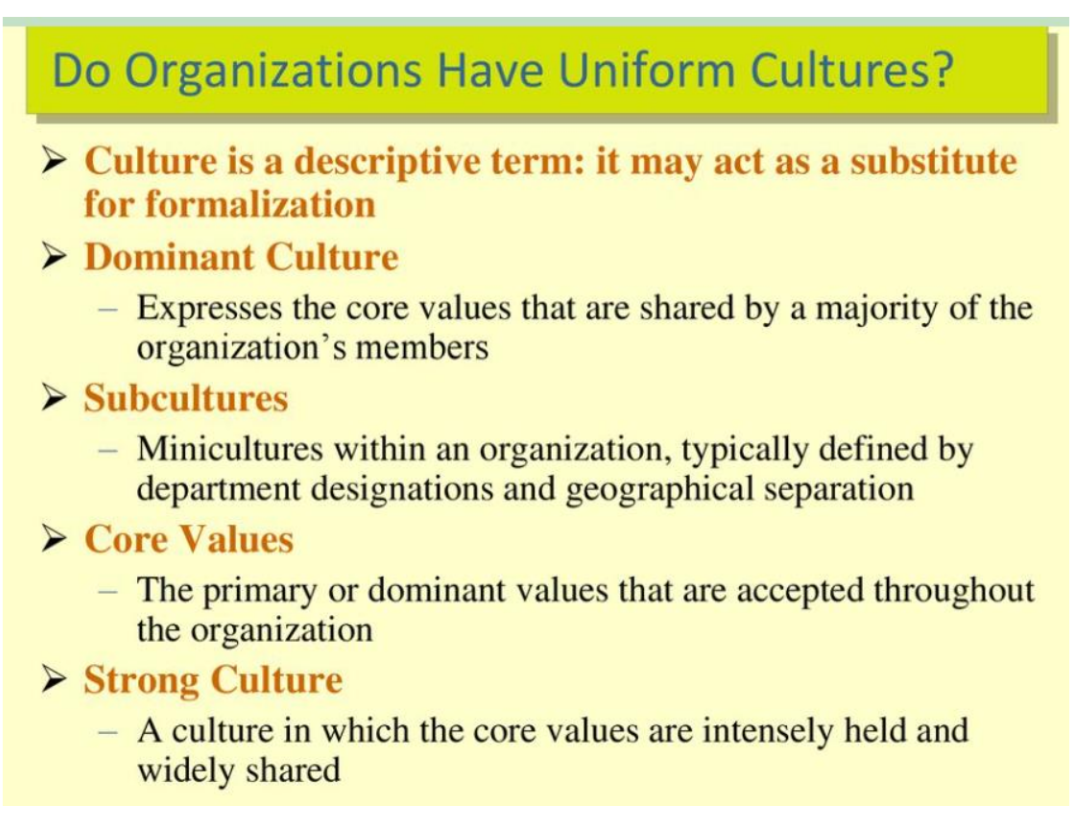 Do Organizations Have Uniform Cultures?
➢ Culture is a descriptive term: it may act as a substitute
for formalization
➢ Dominant Culture
– Expresses the core values that are shared by a majority of the
organization’s members
➢ Subcultures
– Minicultures within an organization, typically defined by
department designations and geographical separation
➢ Core Values
– The primary or dominant values that are accepted throughout
the organization
➢ Strong Culture
– A culture in which the core values are intensely held and
widely shared